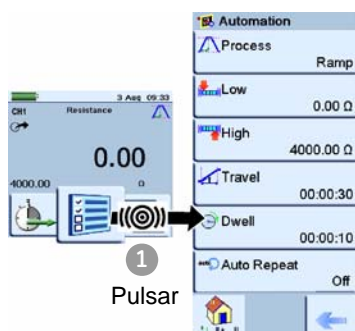 3 Aug 09:33
CH1 Resistance
0.00
4000.00 Ω
1
Pulsar
Automation
Process
Ramp
Low
0.00 Ω
High
4000.00 Ω
Travel
00:00:30
Dwell
00:00:10
Auto Repeat
Off